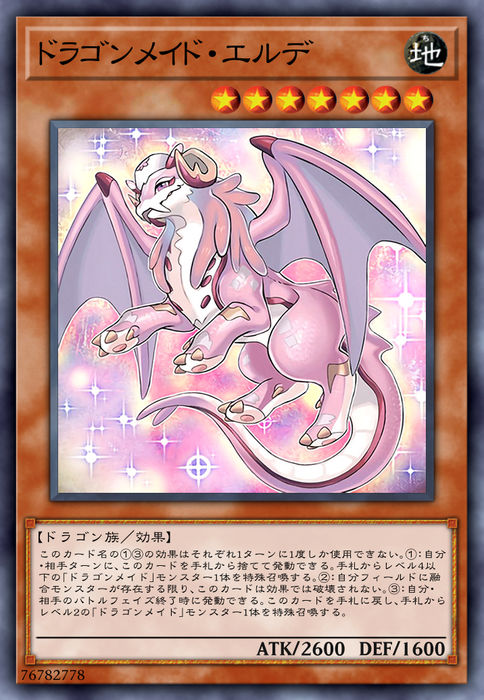 ドラゴンメイド・エルデ
ち
地
【ドラゴン族/効果】
このカード名の①③の効果はそれぞれ1ターンに1度しか使用できない。①:自分
・相手ターンに、このカードを手札から捨てて発動できる。手札からレベル4以
下の「ドラゴンメイド」モンスター1体を特殊召喚する。②:自分フィールドに融
合モンスターが存在する限り、このカードは効果では破壊されない。③:自分・
相手のバトルフェイズ終了時に発動できる。このカードを手札に戻し、手札から
レベル2の「ドラゴンメイド」モンスター1体を特殊召喚する。
ATK/2600 DEF/1600
76782778